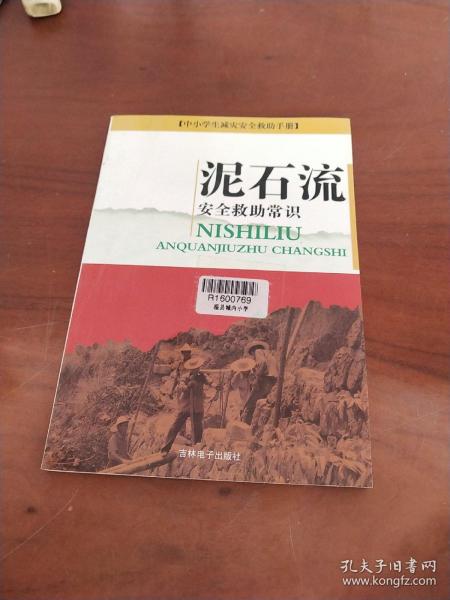 【中小学生减灾安全救助手册】
泥石流
安全救助常识
NISHILIU
ANQUANJIUZHU CHANGSHI
R1600769
吉林电子出版社
孔夫子旧书网
www.kongfz.com